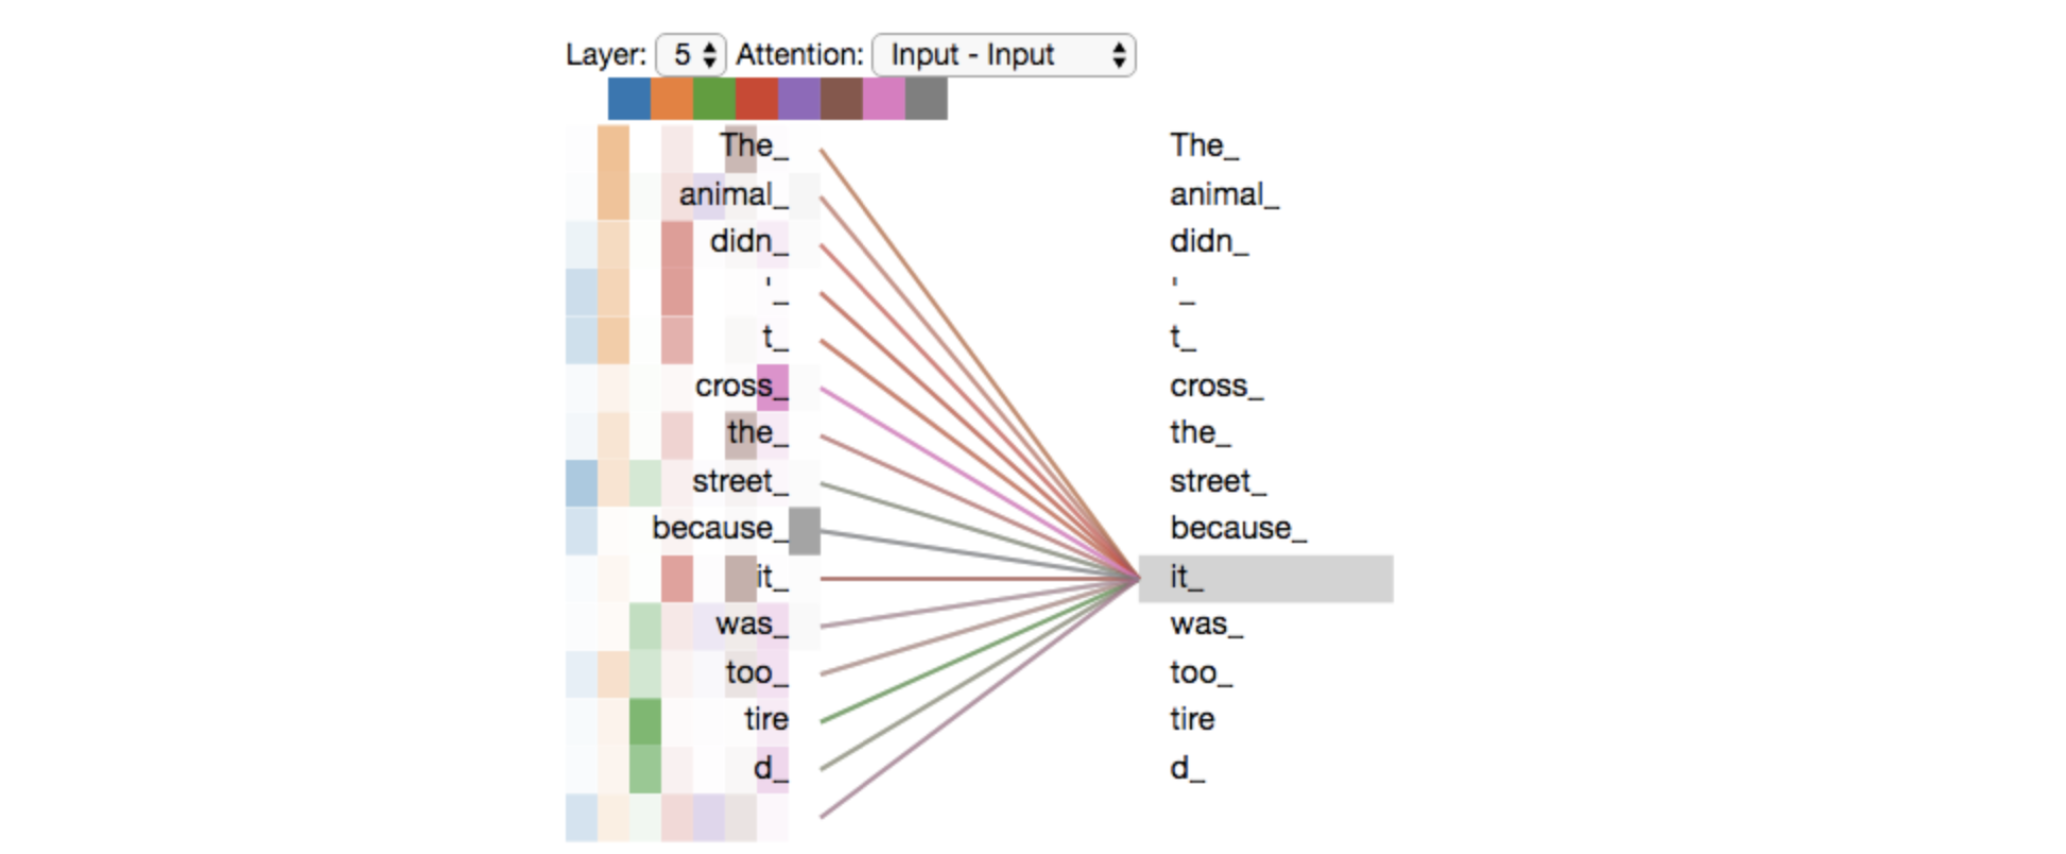 Layer: 5 Attention: Input - Input
The_ The_
animal_ animal_
didn_ didn_
'_ '_
t_ t_
cross_ cross_
the_ the_
street_ street_
because_ because_
it_ it_
was_ was_
too_ too_
tire tire
d_ d_